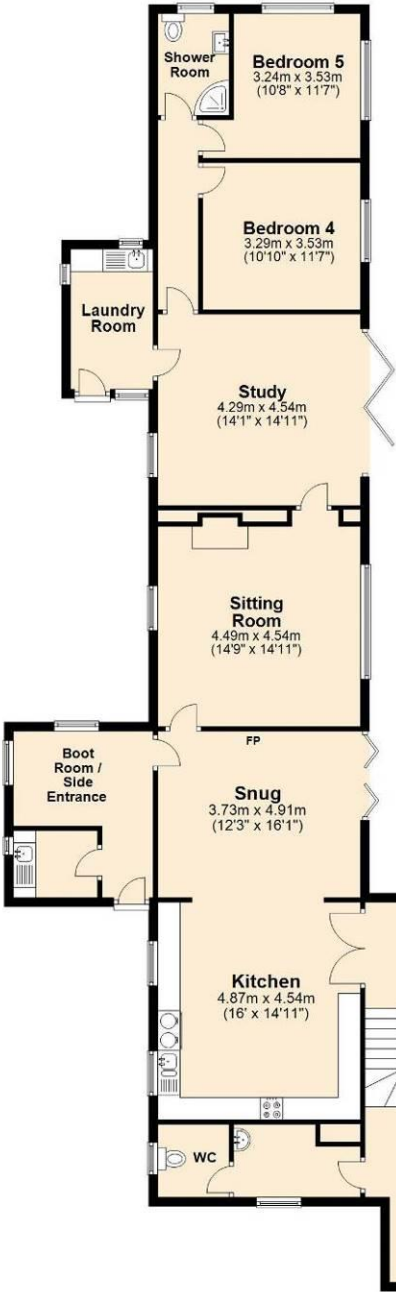 Shower
Room
Bedroom 5
3.24m x 3.53m
(10'8" x 11'7")
Bedroom 4
3.29m x 3.53m
(10'10" x 11'7")
Laundry
Room
Study
4.29m x 4.54m
(14'1" x 14'11")
Sitting
Room
4.49m x 4.54m
(14'9" x 14'11")
Boot
Room /
Side
Entrance
FP
Snug
3.73m x 4.91m
(12'3" x 16'1")
Kitchen
4.87m x 4.54m
(16' x 14'11")
WC